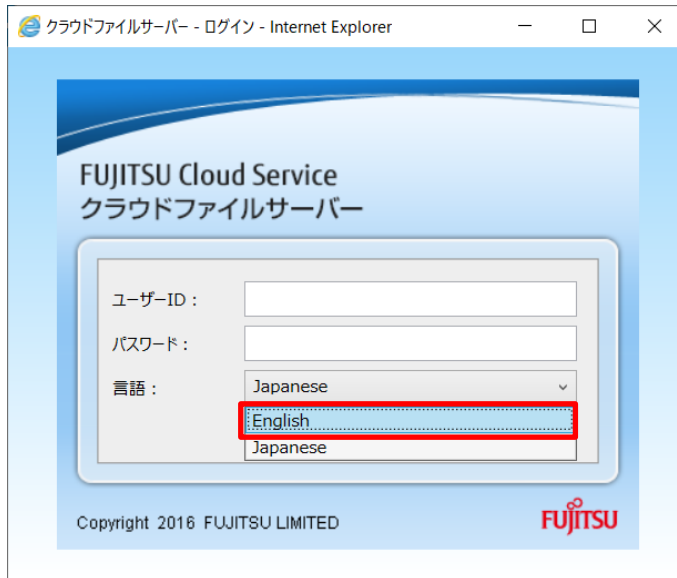 クラウドファイルサーバー - ログイン - Internet Explorer
FUJITSU Cloud Service
クラウドファイルサーバー
ユーザーID：
パスワード：
言語： Japanese
English
Japanese
Copyright 2016 FUJITSU LIMITED FUJITSU